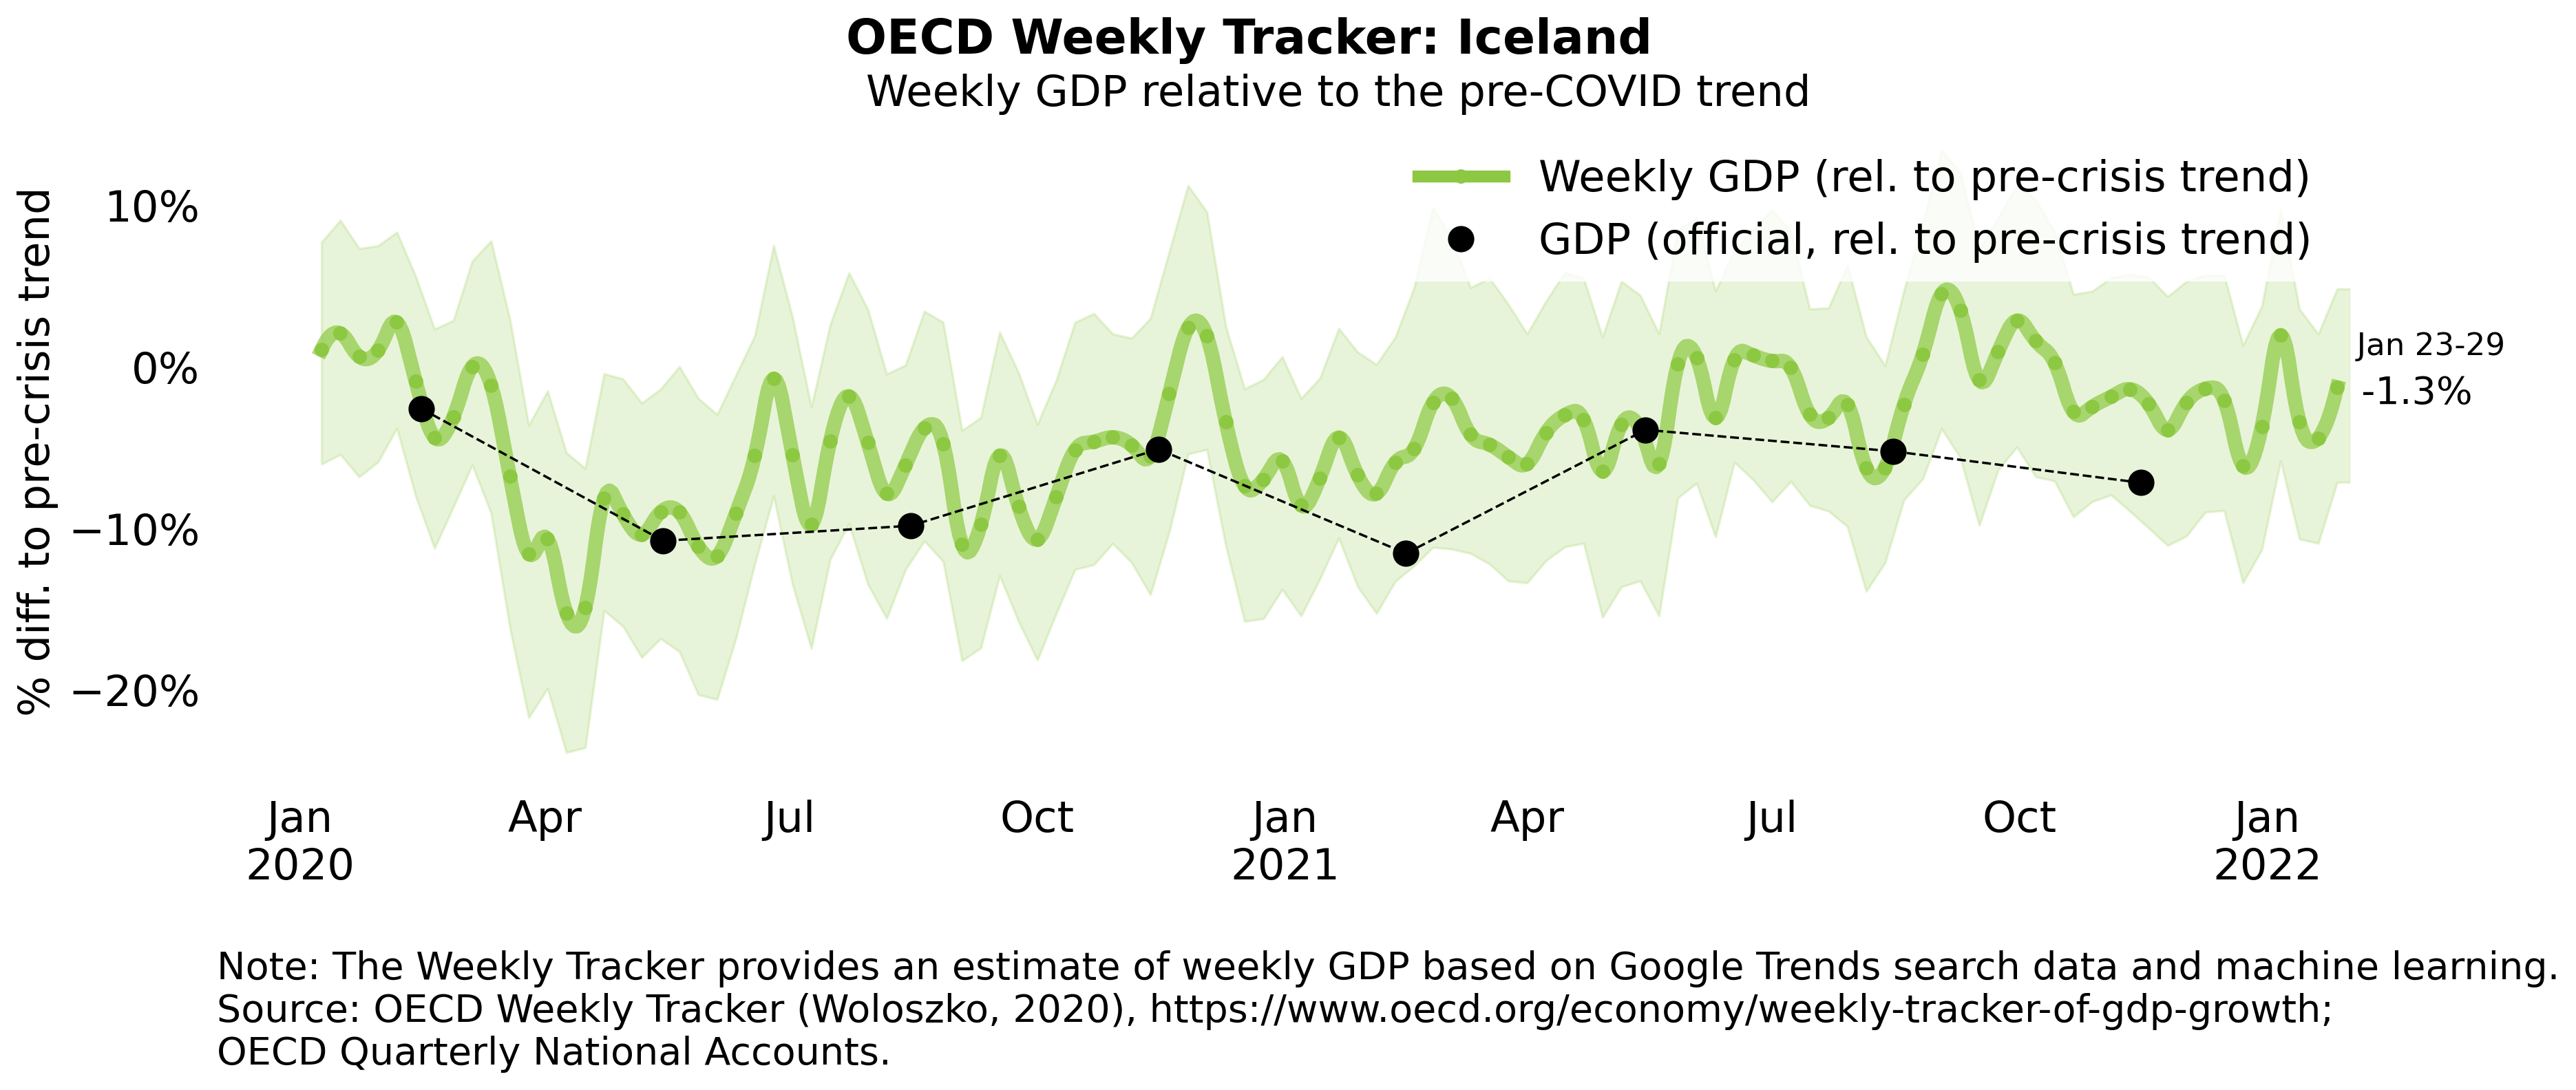 OECD Weekly Tracker: Iceland
Weekly GDP relative to the pre-COVID trend
Weekly GDP (rel. to pre-crisis trend)
GDP (official, rel. to pre-crisis trend)
% diff. to pre-crisis trend
10%
0%
−10%
−20%
Jan 23-29
-1.3%
Jan Apr Jul Oct Jan Apr Jul Oct Jan
2020 2021 2022
Note: The Weekly Tracker provides an estimate of weekly GDP based on Google Trends search data and machine learning.
Source: OECD Weekly Tracker (Woloszko, 2020), https://www.oecd.org/economy/weekly-tracker-of-gdp-growth;
OECD Quarterly National Accounts.